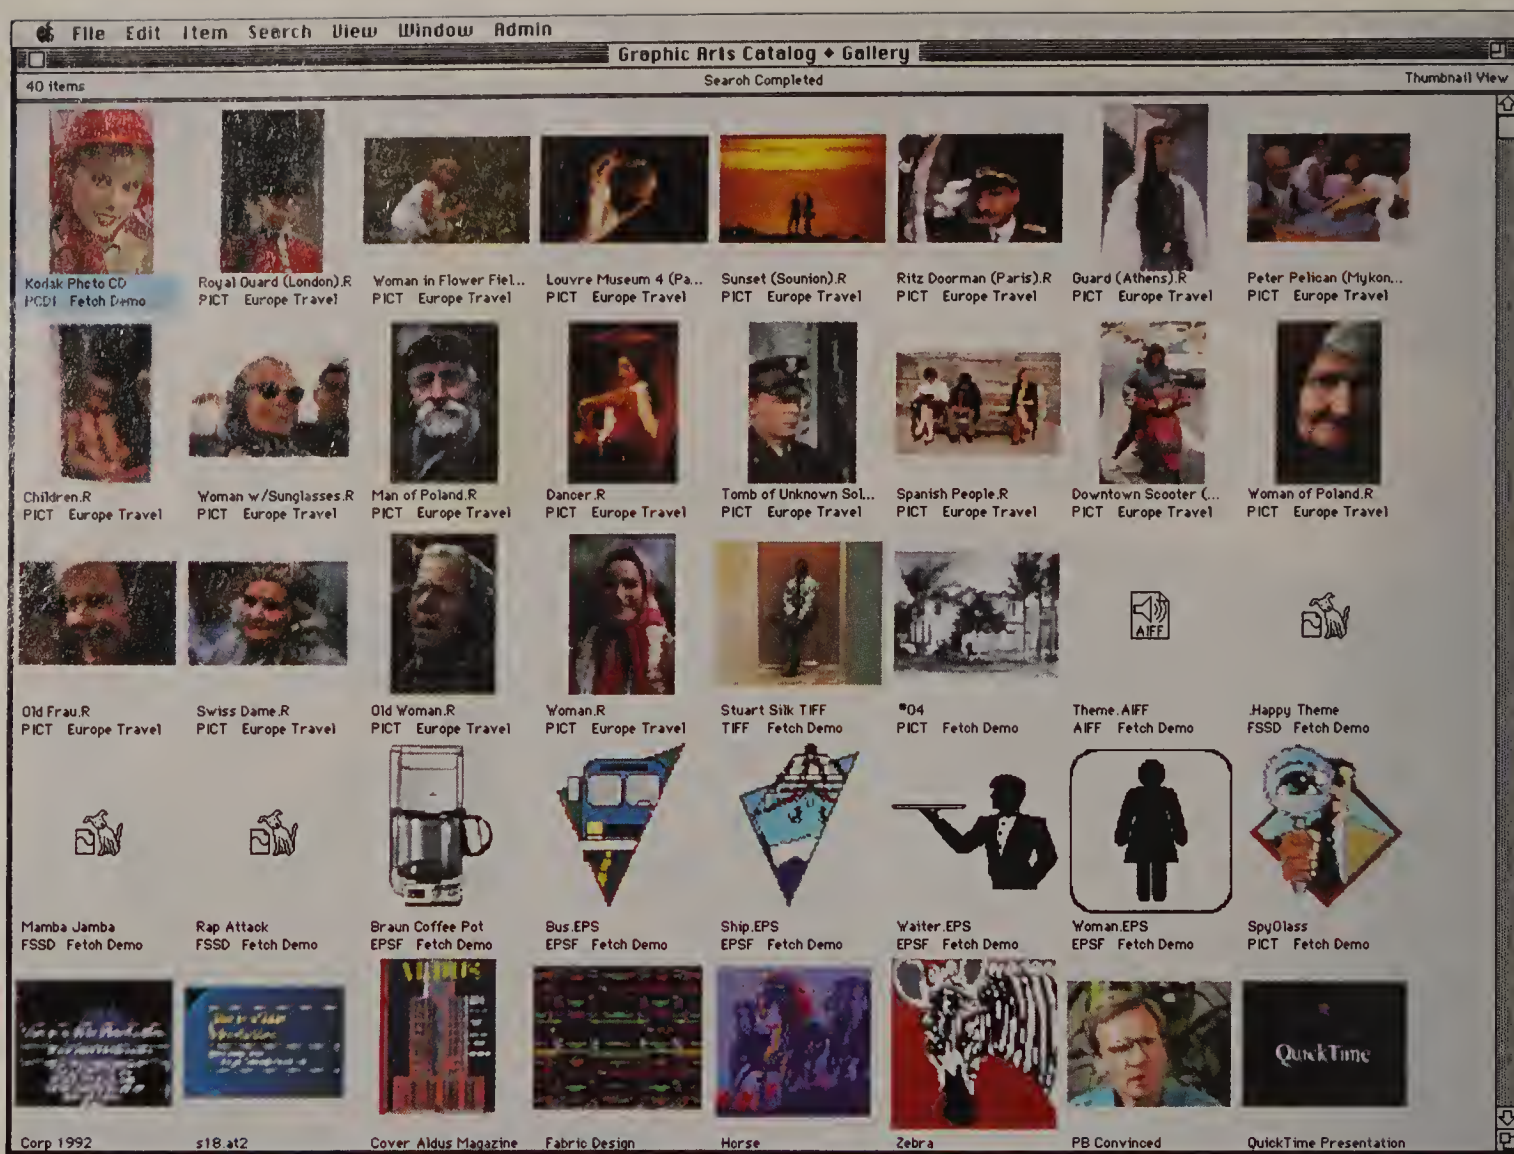 File Edit Item Search View Window Admin
Graphic Arts Catalog ♦ Gallery
40 items Search Completed Thumbnail View
Kodak Photo CD Royal Guard (London).R Woman in Flower Fiel... Louvre Museum 4 (Pa... Sunset (Sounion).R Ritz Doorman (Paris).R Guard (Athens).R Peter Pelican (Mykon...
PCDI Fetch Demo PICT Europe Travel PICT Europe Travel PICT Europe Travel PICT Europe Travel PICT Europe Travel PICT Europe Travel PICT Europe Travel
Children.R Woman w/Sunglasses.R Man of Poland.R Dancer.R Tomb of Unknown Sol... Spanish People.R Downtown Scooter (... Woman of Poland.R
PICT Europe Travel PICT Europe Travel PICT Europe Travel PICT Europe Travel PICT Europe Travel PICT Europe Travel PICT Europe Travel PICT Europe Travel
AIFF
Old Frau.R Swiss Dame.R Old Woman.R Woman.R Stuart Silk TIFF #04 Theme.AIFF .Happy Theme
PICT Europe Travel PICT Europe Travel PICT Europe Travel PICT Europe Travel TIFF Fetch Demo PICT Fetch Demo AIFF Fetch Demo FSSD Fetch Demo
Mamba Jamba Rap Attack Braun Coffee Pot Bus.EPS Ship.EPS Waiter.EPS Woman.EPS SpyGlass
FSSD Fetch Demo FSSD Fetch Demo EPSF Fetch Demo EPSF Fetch Demo EPSF Fetch Demo EPSF Fetch Demo EPSF Fetch Demo PICT Fetch Demo
ALDUS
QuickTime
Corp 1992 s18.at2 Cover Aldus Magazine Fabric Design Horse Zebra PB Convinced QuickTime Presentation